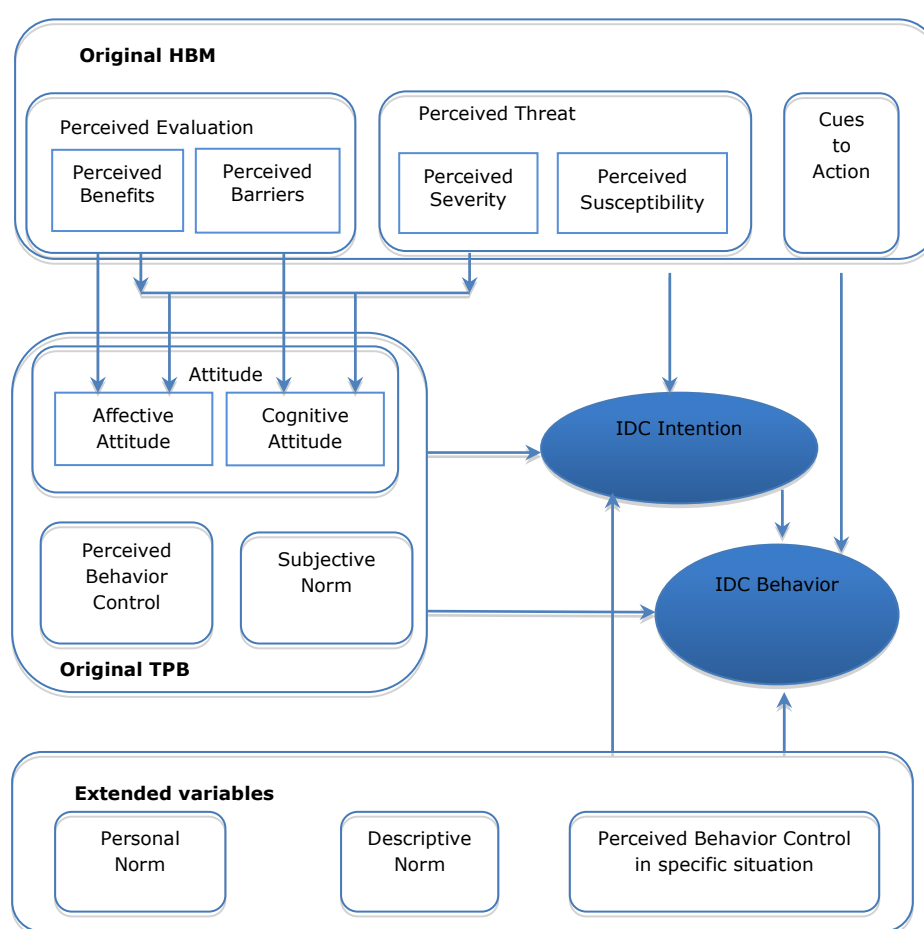 Original HBM
Perceived Evaluation
Perceived
Benefits
Perceived
Barriers
Perceived Threat
Perceived
Severity
Perceived
Susceptibility
Cues
to
Action
Attitude
Affective
Attitude
Cognitive
Attitude
Perceived
Behavior
Control
Subjective
Norm
Original TPB
IDC Intention
IDC Behavior
Extended variables
Personal
Norm
Descriptive
Norm
Perceived Behavior Control
in specific situation